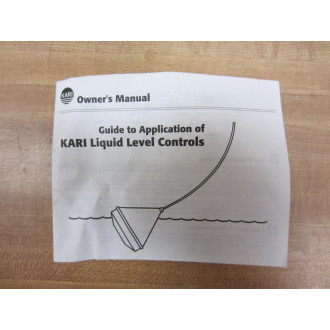 KARI
Owner's Manual
Guide to Application of
KARI Liquid Level Controls